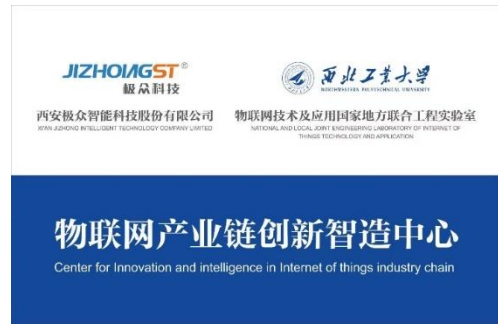 JIZHONGST®
极众科技
西安极众智能科技股份有限公司
XI'AN JIZHONG INTELLIGENT TECHNOLOGY COMPANY LIMITED
西北工业大学
NORTHWESTERN POLYTECHNICAL UNIVERSITY
物联网技术及应用国家地方联合工程实验室
NATIONAL AND LOCAL JOINT ENGINEERING LABORATORY OF INTERNET OF
THINGS TECHNOLOGY AND APPLICATION
物联网产业链创新智造中心
Center for Innovation and intelligence in Internet of things industry chain